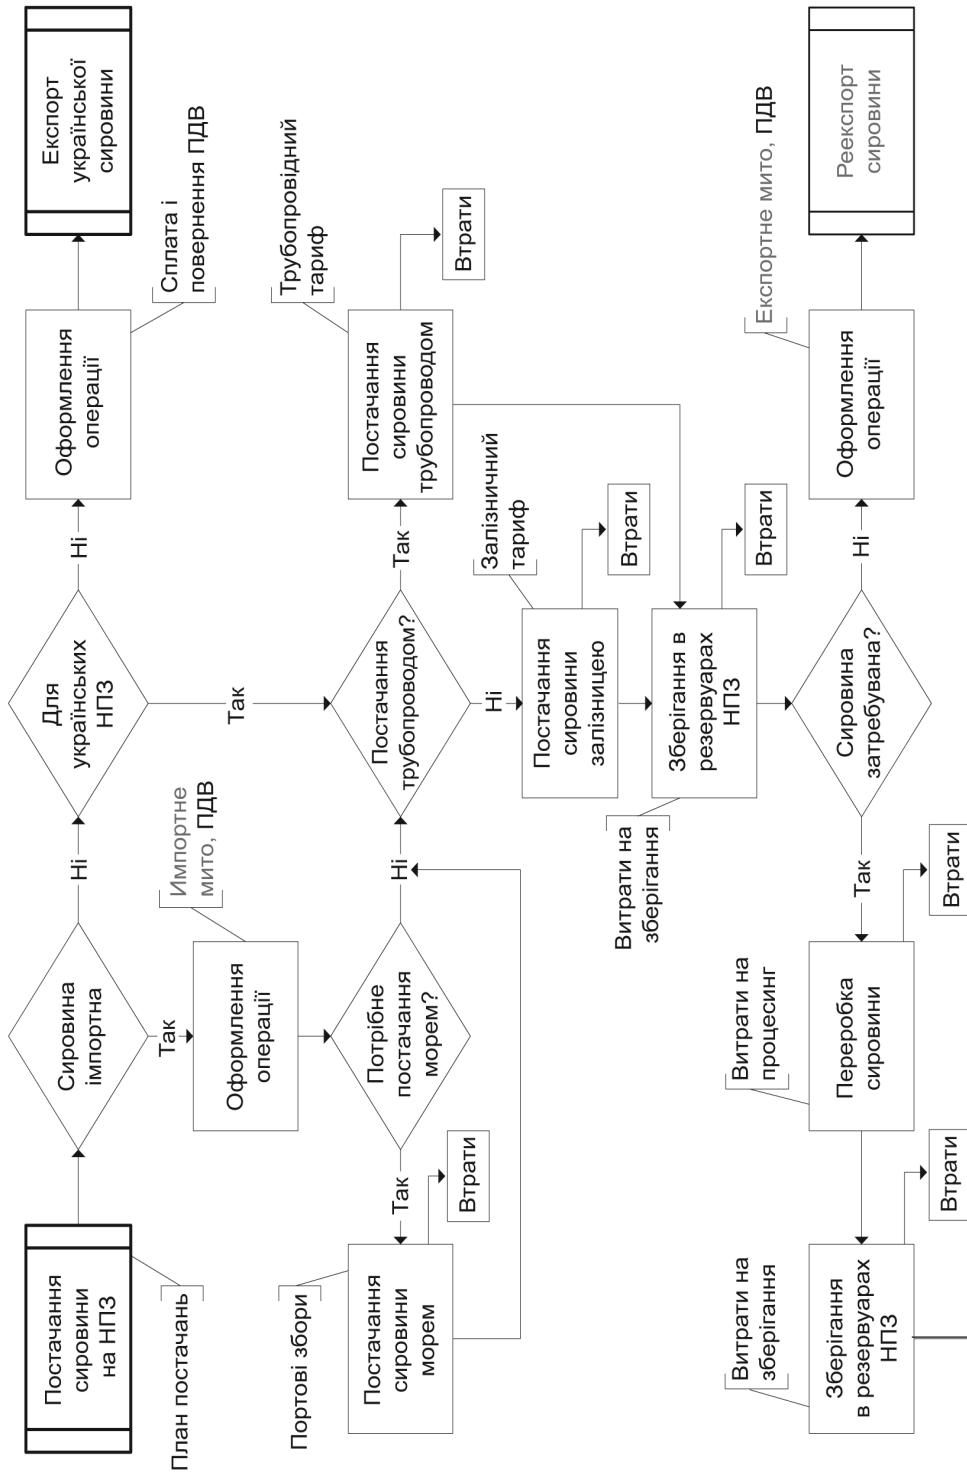 Постачання
сировини
на НПЗ
План постачань
Сировина
імпортна
Ні
Так
Для
українських
НПЗ
Ні
Так
Оформлення
операції
Сплата і
повернення ПДВ
Експорт
української
сировини
Оформлення
операції
Импортне
мито, ПДВ
Потрібне
постачання
морем?
Так
Ні
Портові збори
Постачання
сировини
морем
Втрати
Постачання
трубопроводом?
Так
Ні
Трубопровідний
тариф
Постачання
сировини
трубопроводом
Втрати
Залізничний
тариф
Постачання
сировини
залізницею
Втрати
Витрати на
зберігання
Зберігання в
резервуарах
НПЗ
Втрати
Сировина
затребувана?
Так
Ні
Експортне мито, ПДВ
Оформлення
операції
Реекспорт
сировини
Витрати на
процесинг
Переробка
сировини
Втрати
Витрати на
зберігання
Зберігання
в резервуарах
НПЗ
Втрати